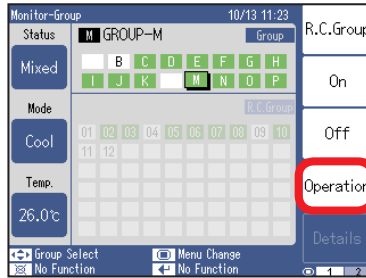 Monitor-Group 10/13 11:23
Status
Mixed
Mode
Cool
Temp.
26.0℃
M GROUP-M Group
B C D E F G H
I J K M N O P
R.C.Group
01 02 03 04 05 06 07 08 09 10
11 12
Group Select Menu Change
No Function No Function
R.C.Group
On
Off
Operation
Details
1 2